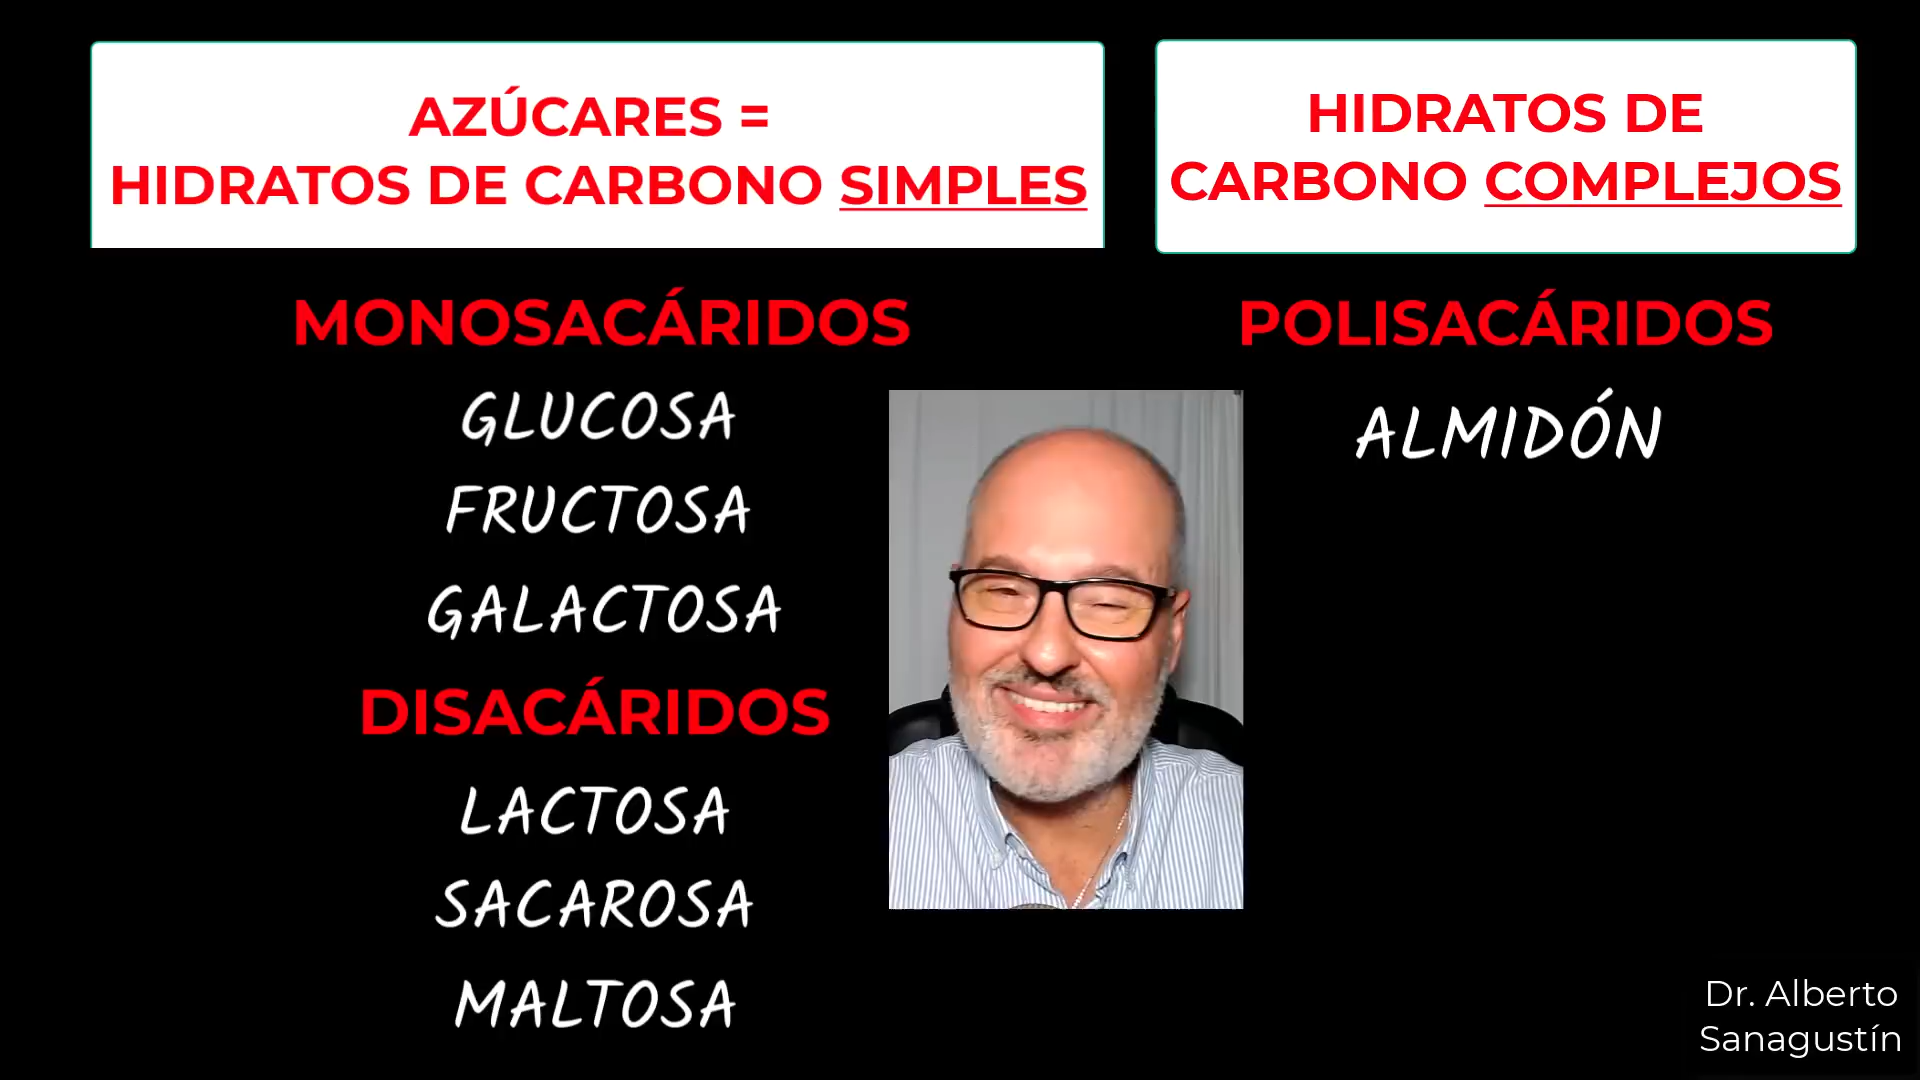 AZÚCARES =
HIDRATOS DE CARBONO SIMPLES
MONOSACÁRIDOS
GLUCOSA
FRUCTOSA
GALACTOSA
DISACÁRIDOS
LACTOSA
SACAROSA
MALTOSA
HIDRATOS DE
CARBONO COMPLEJOS
POLISACÁRIDOS
ALMIDÓN
Dr. Alberto
Sanagustín